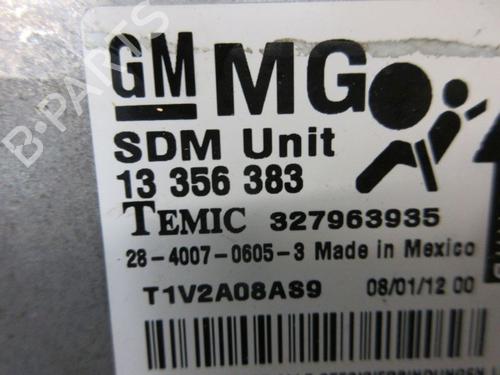 B-PARTS
GM MG
SDM Unit
13 356 383
TEMIC 327963935
28-4007-0605-3 Made in Mexico
T1V2A08AS9 08/01/12 00